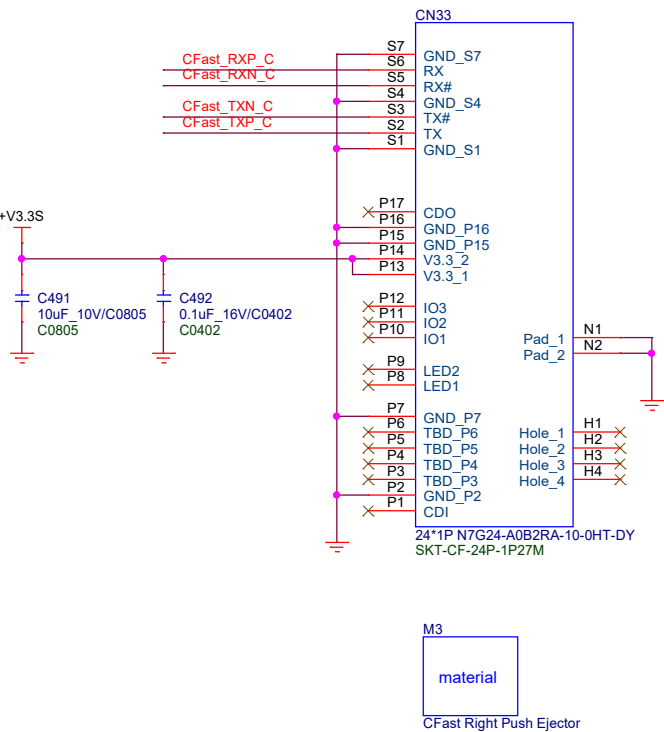 CN33
S7 GND_S7
CFast_RXP_C S6 RX
CFast_RXN_C S5 RX#
S4 GND_S4
CFast_TXN_C S3 TX#
CFast_TXP_C S2 TX
S1 GND_S1
P17 CDO
+V3.3S P16 GND_P16
P15 GND_P15
P14 V3.3_2
P13 V3.3_1
C491
10uF_10V/C0805
C0805
C492
0.1uF_16V/C0402
C0402
P12 IO3
P11 IO2
P10 IO1
Pad_1 N1
Pad_2 N2
P9 LED2
P8 LED1
P7 GND_P7
P6 TBD_P6 Hole_1 H1
P5 TBD_P5 Hole_2 H2
P4 TBD_P4 Hole_3 H3
P3 TBD_P3 Hole_4 H4
P2 GND_P2
P1 CDI
24*1P N7G24-A0B2RA-10-0HT-DY
SKT-CF-24P-1P27M
M3
material
CFast Right Push Ejector